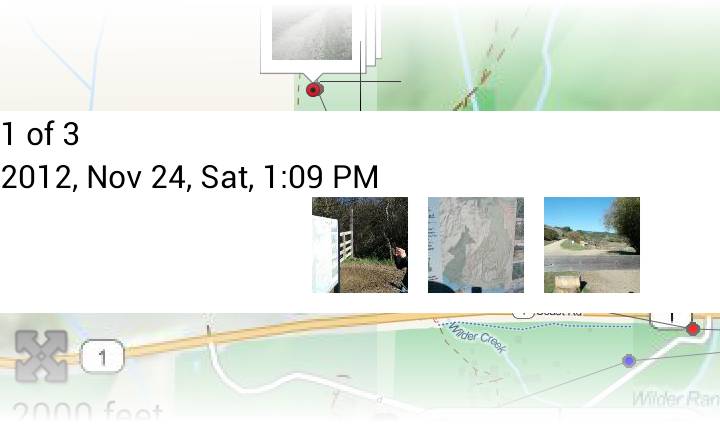 1 of 3
2012, Nov 24, Sat, 1:09 PM
1
Wilder Creek
2000 feet
Wilder Ran